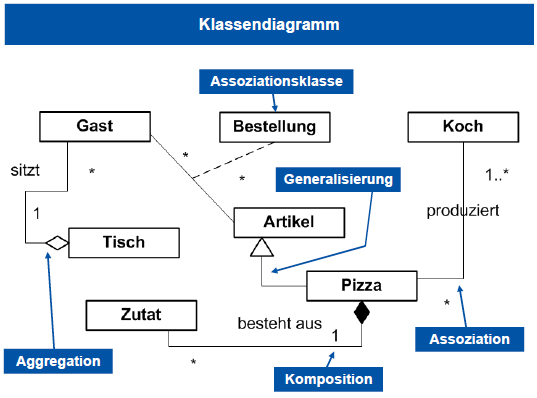 Klassendiagramm
Assoziationsklasse
Gast
Bestellung
Koch
sitzt
*
*
*
Generalisierung
1..*
1
Artikel
produziert
Tisch
Pizza
*
Zutat
besteht aus
1
Assoziation
Aggregation
*
Komposition